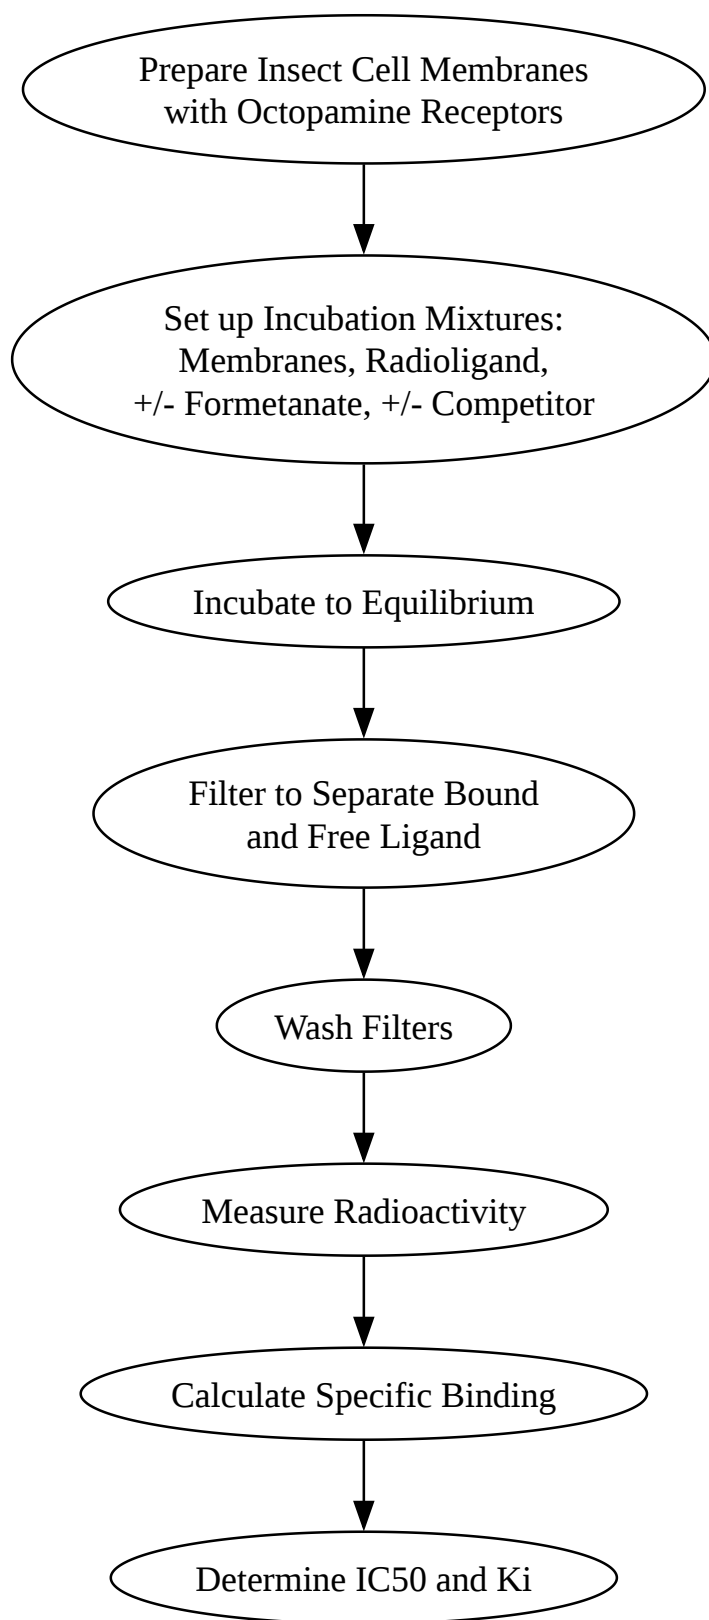 Prepare Insect Cell Membranes
with Octopamine Receptors
Set up Incubation Mixtures:
Membranes, Radioligand,
+/- Formetanate, +/- Competitor
Incubate to Equilibrium
Filter to Separate Bound
and Free Ligand
Wash Filters
Measure Radioactivity
Calculate Specific Binding
Determine IC50 and Ki